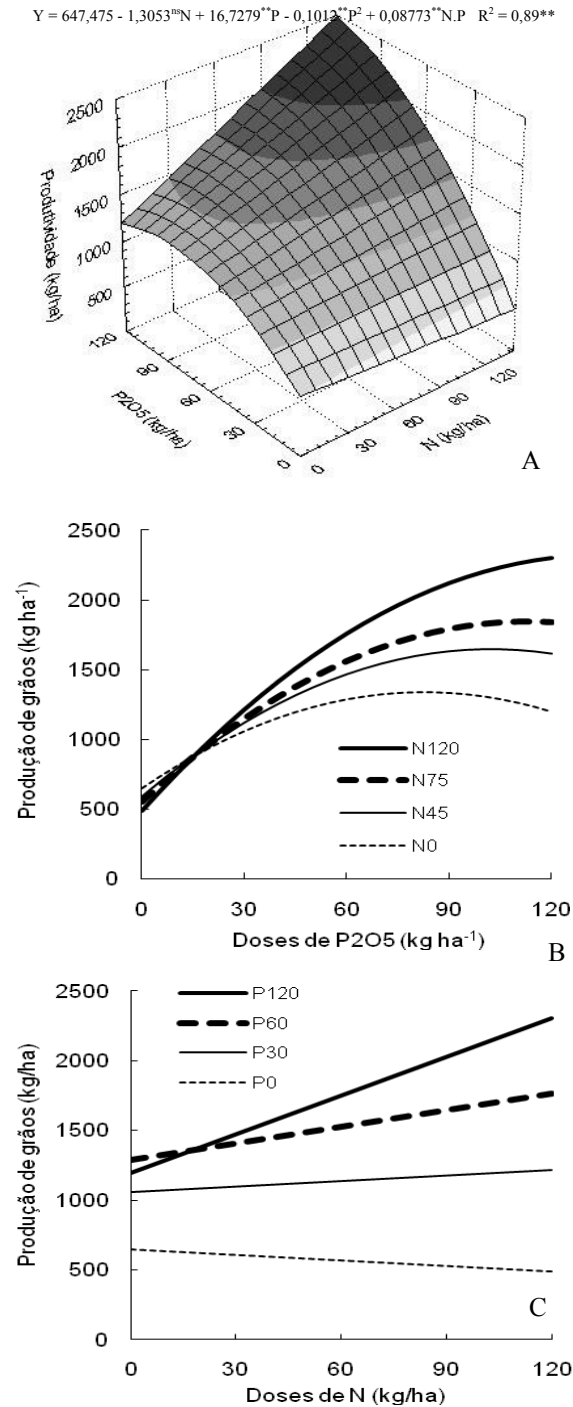 Y = 647,475 - 1,3053nsN + 16,7279**P - 0,1012**P2 + 0,08773**N.P R2 = 0,89**
2500
2000
1500
1000
500
Produtividade (kg/ha)
120
90
60
30
0
P2O5 (kg/ha)
0
30
60
80
90
120
N (kg/ha)
A
2500
2000
1500
1000
500
0
Produção de grãos (kg ha-1)
N120
N75
N45
N0
0 30 60 90 120
Doses de P2O5 (kg ha-1)
B
2500
2000
1500
1000
500
0
Produção de grãos (kg/ha)
P120
P60
P30
P0
0 30 60 90 120
Doses de N (kg/ha)
C